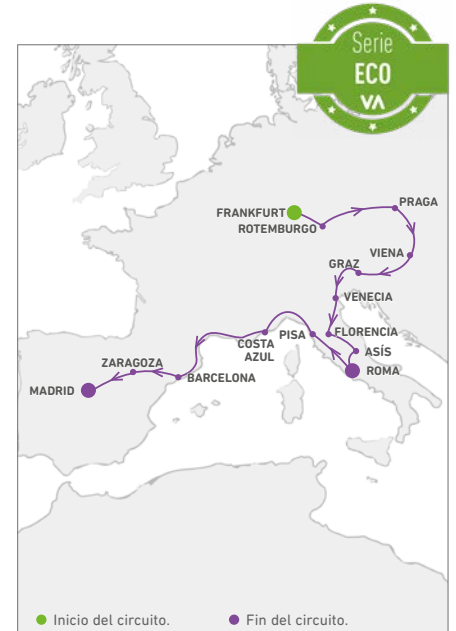 Serie
ECO
VA
FRANKFURT
ROTEMBURGO
PRAGA
VIENA
GRAZ
VENECIA
FLORENCIA
PISA
COSTA
AZUL
ASÍS
ROMA
ZARAGOZA
BARCELONA
MADRID
Inicio del circuito.
Fin del circuito.